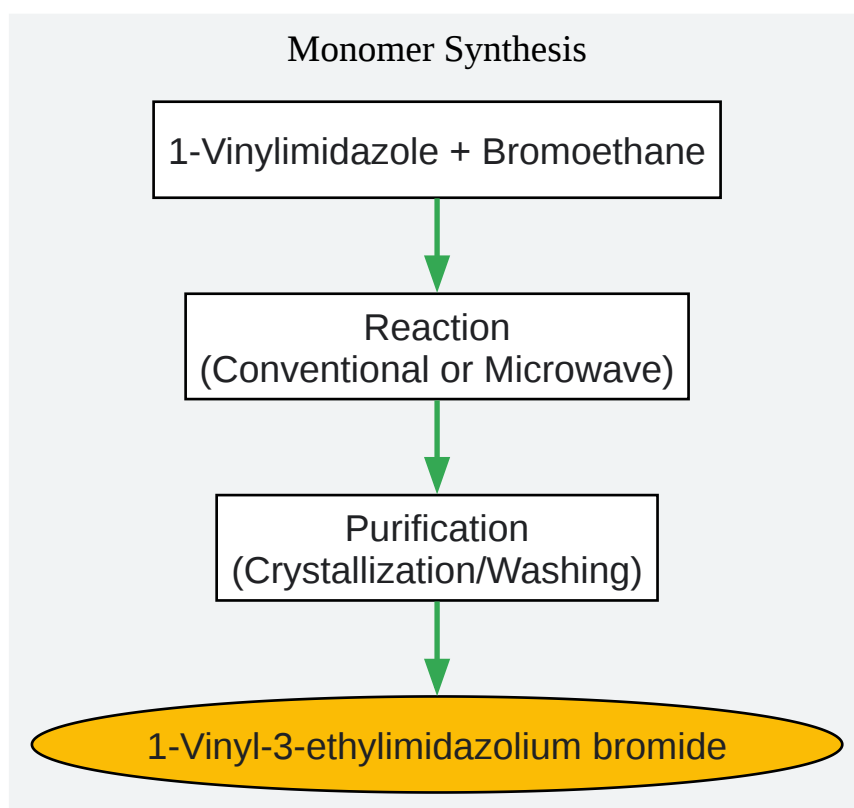 Monomer Synthesis
1-Vinylimidazole + Bromoethane
Reaction
(Conventional or Microwave)
Purification
(Crystallization/Washing)
1-Vinyl-3-ethylimidazolium bromide